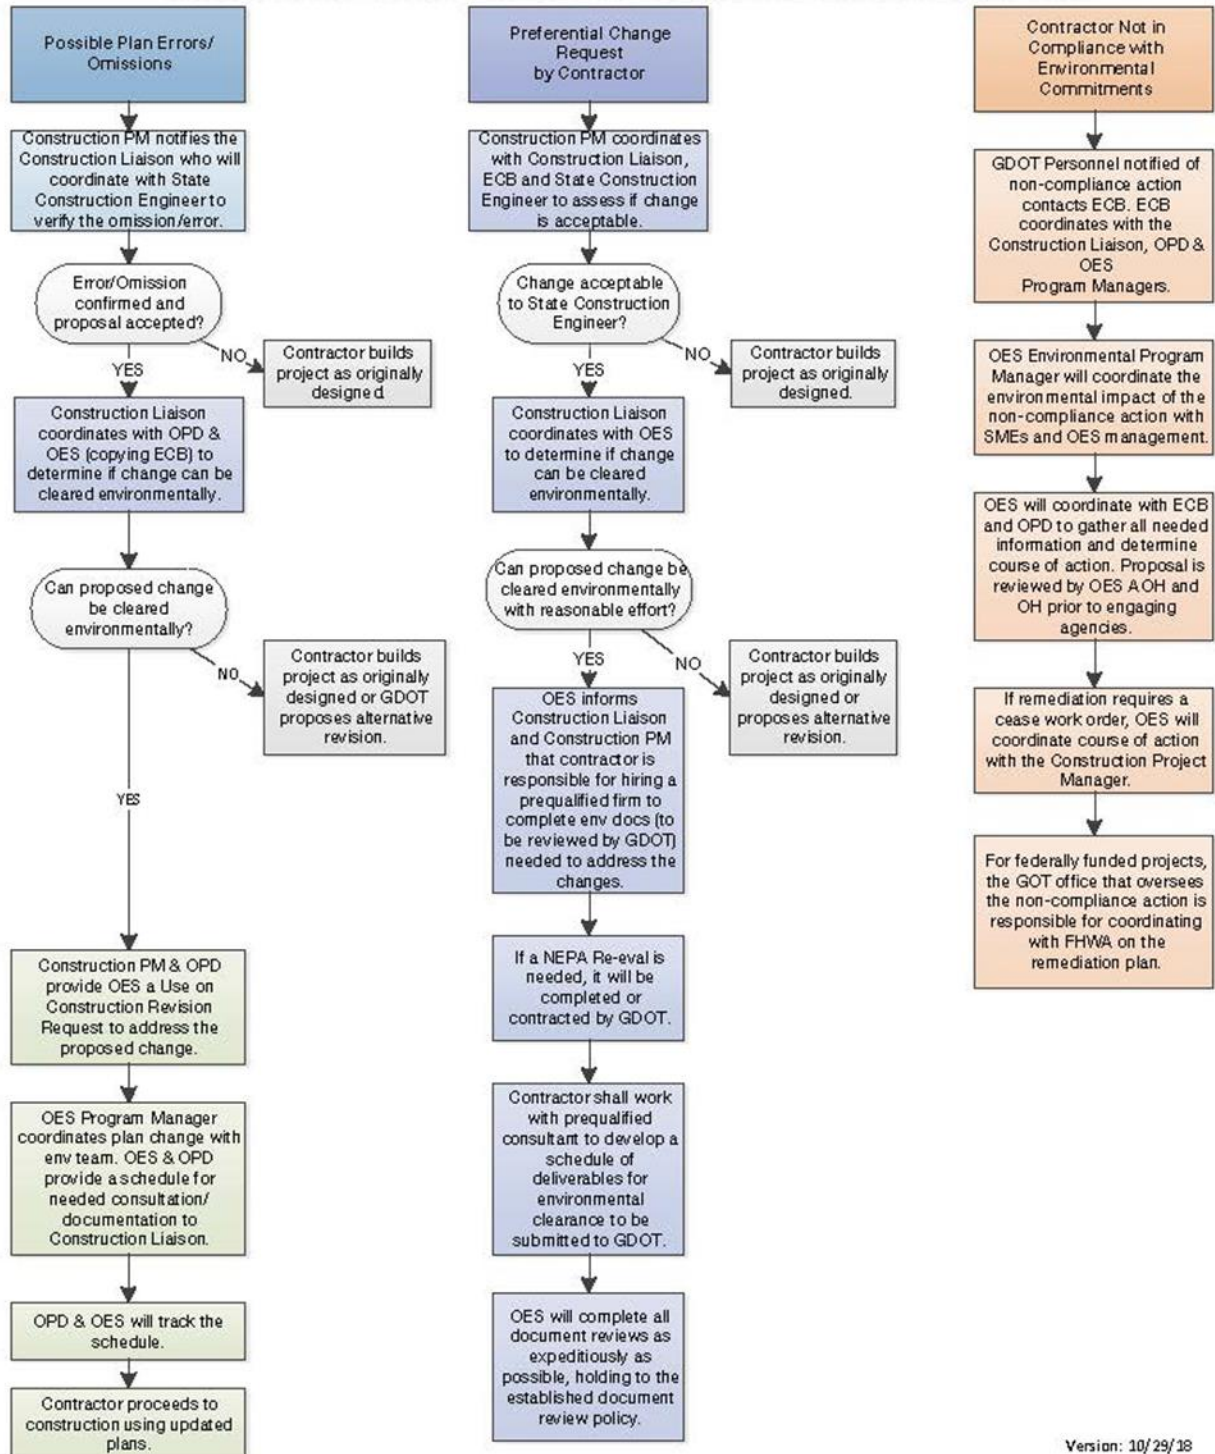 Possible Plan Errors/
Omissions
Construction PM notifies the
Construction Liaison who will
coordinate with State
Construction Engineer to
verify the omission/error.
Error/Omission
confirmed and
proposal accepted?
NO
YES
Contractor builds
project as originally
designed.
Construction Liaison
coordinates with OPD &
OES (copying ECB) to
determine if change can be
cleared environmentally.
Can proposed change
be cleared
environmentally?
NO
Contractor builds
project as originally
designed or GDOT
proposes alternative
revision.
YES
Construction PM & OPD
provide OES a Use on
Construction Revision
Request to address the
proposed change.
OES Program Manager
coordinates plan change with
env team. OES & OPD
provide a schedule for
needed consultation/
documentation to
Construction Liaison.
OPD & OES will track the
schedule.
Contractor proceeds to
construction using updated
plans.
Preferential Change
Request
by Contractor
Construction PM coordinates
with Construction Liaison,
ECB and State Construction
Engineer to assess if change
is acceptable.
Change acceptable
to State Construction
Engineer?
NO
YES
Contractor builds
project as originally
designed.
Construction Liaison
coordinates with OES
to determine if change
can be cleared
environmentally.
Can proposed change be
cleared environmentally
with reasonable effort?
YES
NO
Contractor builds
project as originally
designed or
proposes alternative
revision.
OES informs
Construction Liaison
and Construction PM
that contractor is
responsible for hiring a
prequalified firm to
complete env docs (to
be reviewed by GDOT)
needed to address the
changes.
If a NEPA Re-eval is
needed, it will be
completed or
contracted by GDOT.
Contractor shall work
with prequalified
consultant to develop a
schedule of
deliverables for
environmental
clearance to be
submitted to GDOT.
OES will complete all
document reviews as
expeditiously as
possible, holding to the
established document
review policy.
Contractor Not in
Compliance with
Environmental
Commitments
GDOT Personnel notified of
non-compliance action
contacts ECB. ECB
coordinates with the
Construction Liaison, OPD &
OES
Program Managers.
OES Environmental Program
Manager will coordinate the
environmental impact of the
non-compliance action with
SMEs and OES management.
OES will coordinate with ECB
and OPD to gather all needed
information and determine
course of action. Proposal is
reviewed by OES AOH and
OH prior to engaging
agencies.
If remediation requires a
cease work order, OES will
coordinate course of action
with the Construction Project
Manager.
For federally funded projects,
the GOT office that oversees
the non-compliance action is
responsible for coordinating
with FHWA on the
remediation plan.
Version: 10/29/18